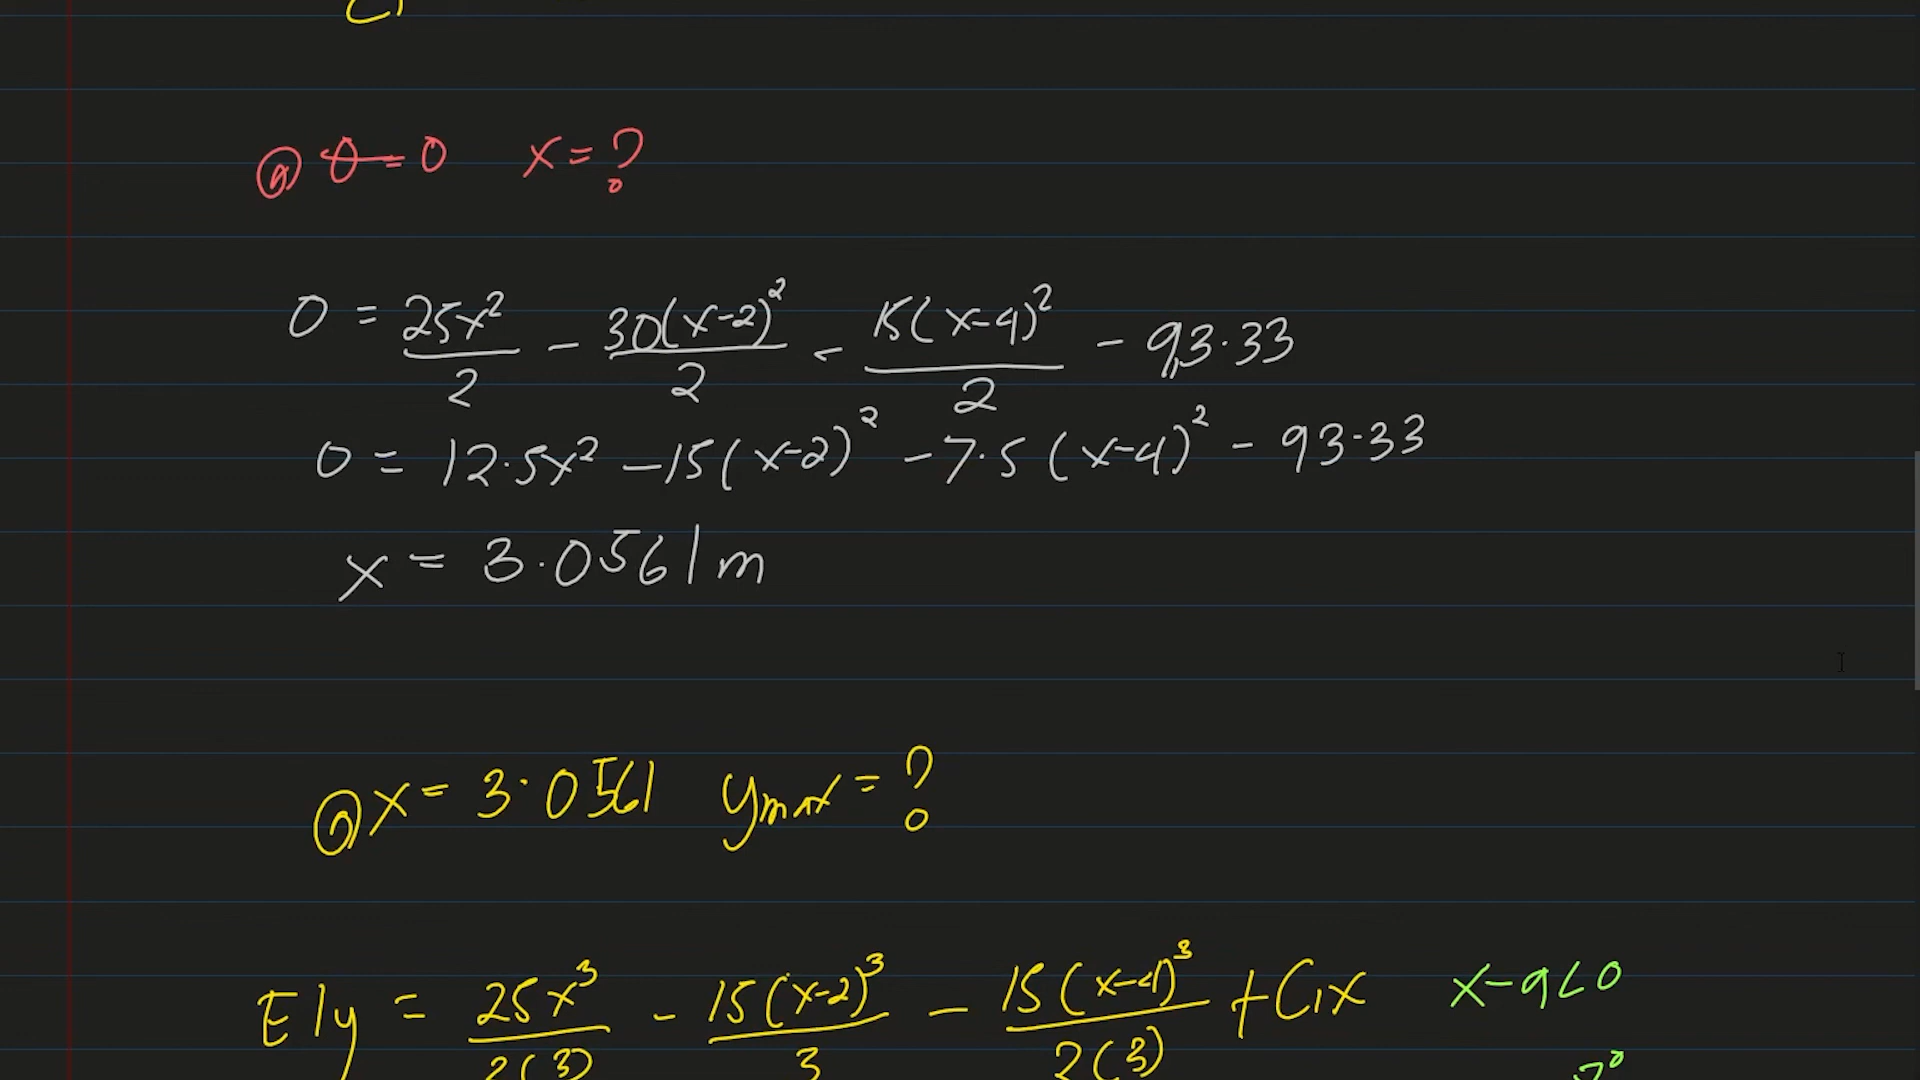 @ θ = 0 x = ?
0 = 25x²/2 - 30(x-2)²/2 - 15(x-4)²/2 - 93.33
0 = 12.5x² - 15(x-2)² - 7.5(x-4)² - 93.33
x = 3.0561 m
@ x = 3.0561 ymax = ?
EIy = 25x³/2(3) - 15(x-2)³/3 - 15(x-4)³/2(3) + C₁x x-a<0